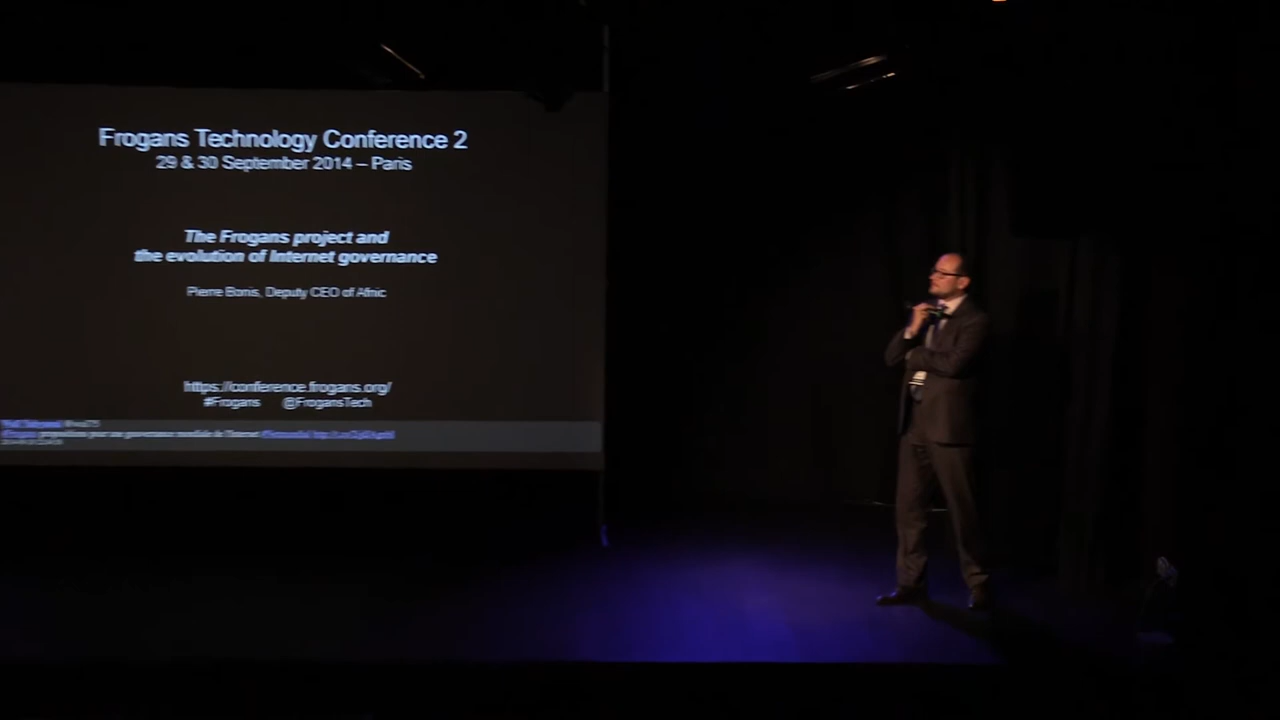 Frogans Technology Conference 2
29 & 30 September 2014 – Paris
The Frogans project and
the evolution of Internet governance
Pierre Bonis, Deputy CEO of Afnic
https://conference.frogans.org/
#Frogans @FrogansTech